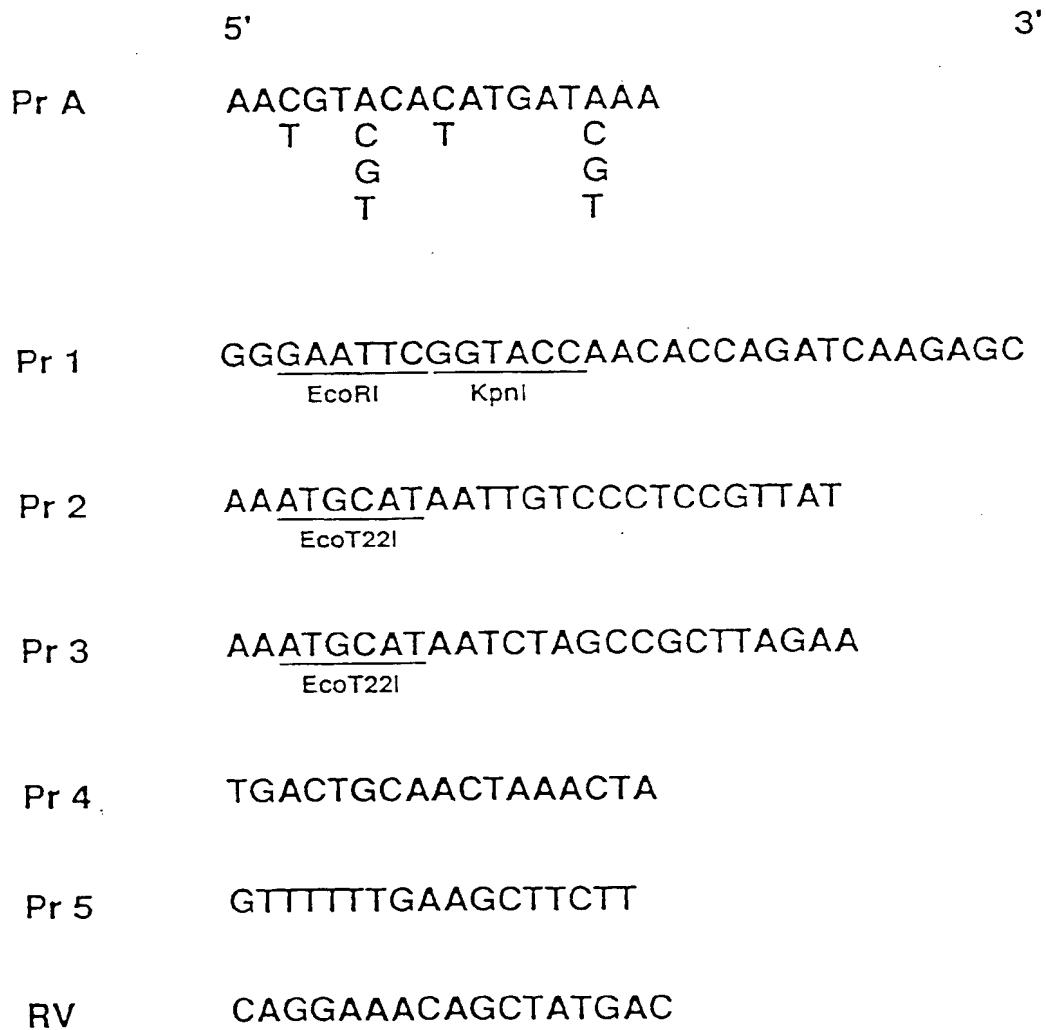 5' 3'
Pr A AACGTACACATGATAAA
T C T C
G G
T T
Pr 1 GGGAATTCGGTACCAACACCAGATCAAGAGC
EcoRI KpnI
Pr 2 AAATGCATAATTGTCCCTCCGTTAT
EcoT22I
Pr 3 AAATGCATAATCTAGCCGCTTAGAA
EcoT22I
Pr 4 TGACTGCAACTAAACTA
Pr 5 GTTTTTTGAAGCTTCTT
RV CAGGAAACAGCTATGAC